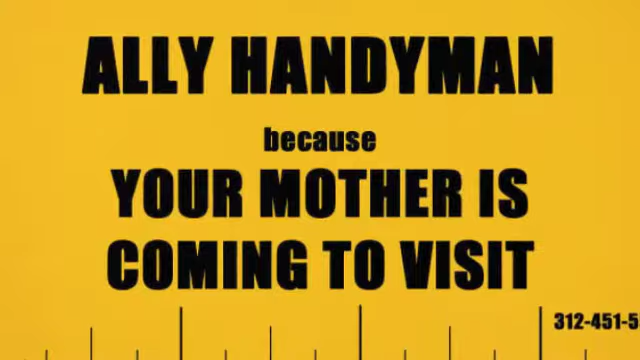 ALLY HANDYMAN
because
YOUR MOTHER IS
COMING TO VISIT
312-451-5